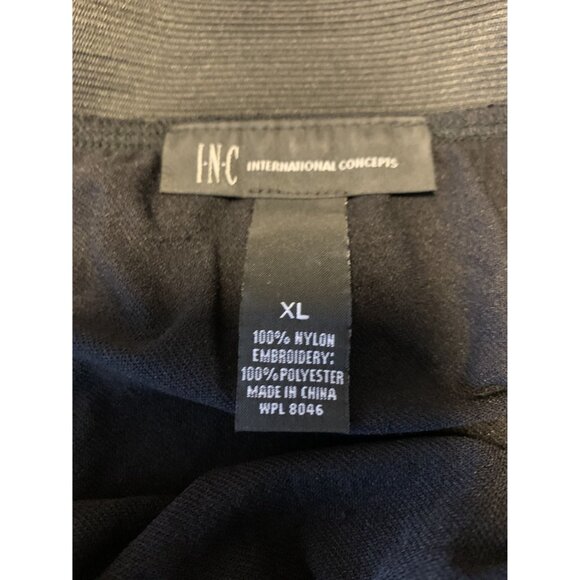 I·N·C INTERNATIONAL CONCEPTS
XL
100% NYLON
EMBROIDERY:
100% POLYESTER
MADE IN CHINA
WPL 8046